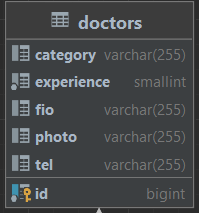 doctors
category varchar(255)
experience smallint
fio varchar(255)
photo varchar(255)
tel varchar(255)
id bigint